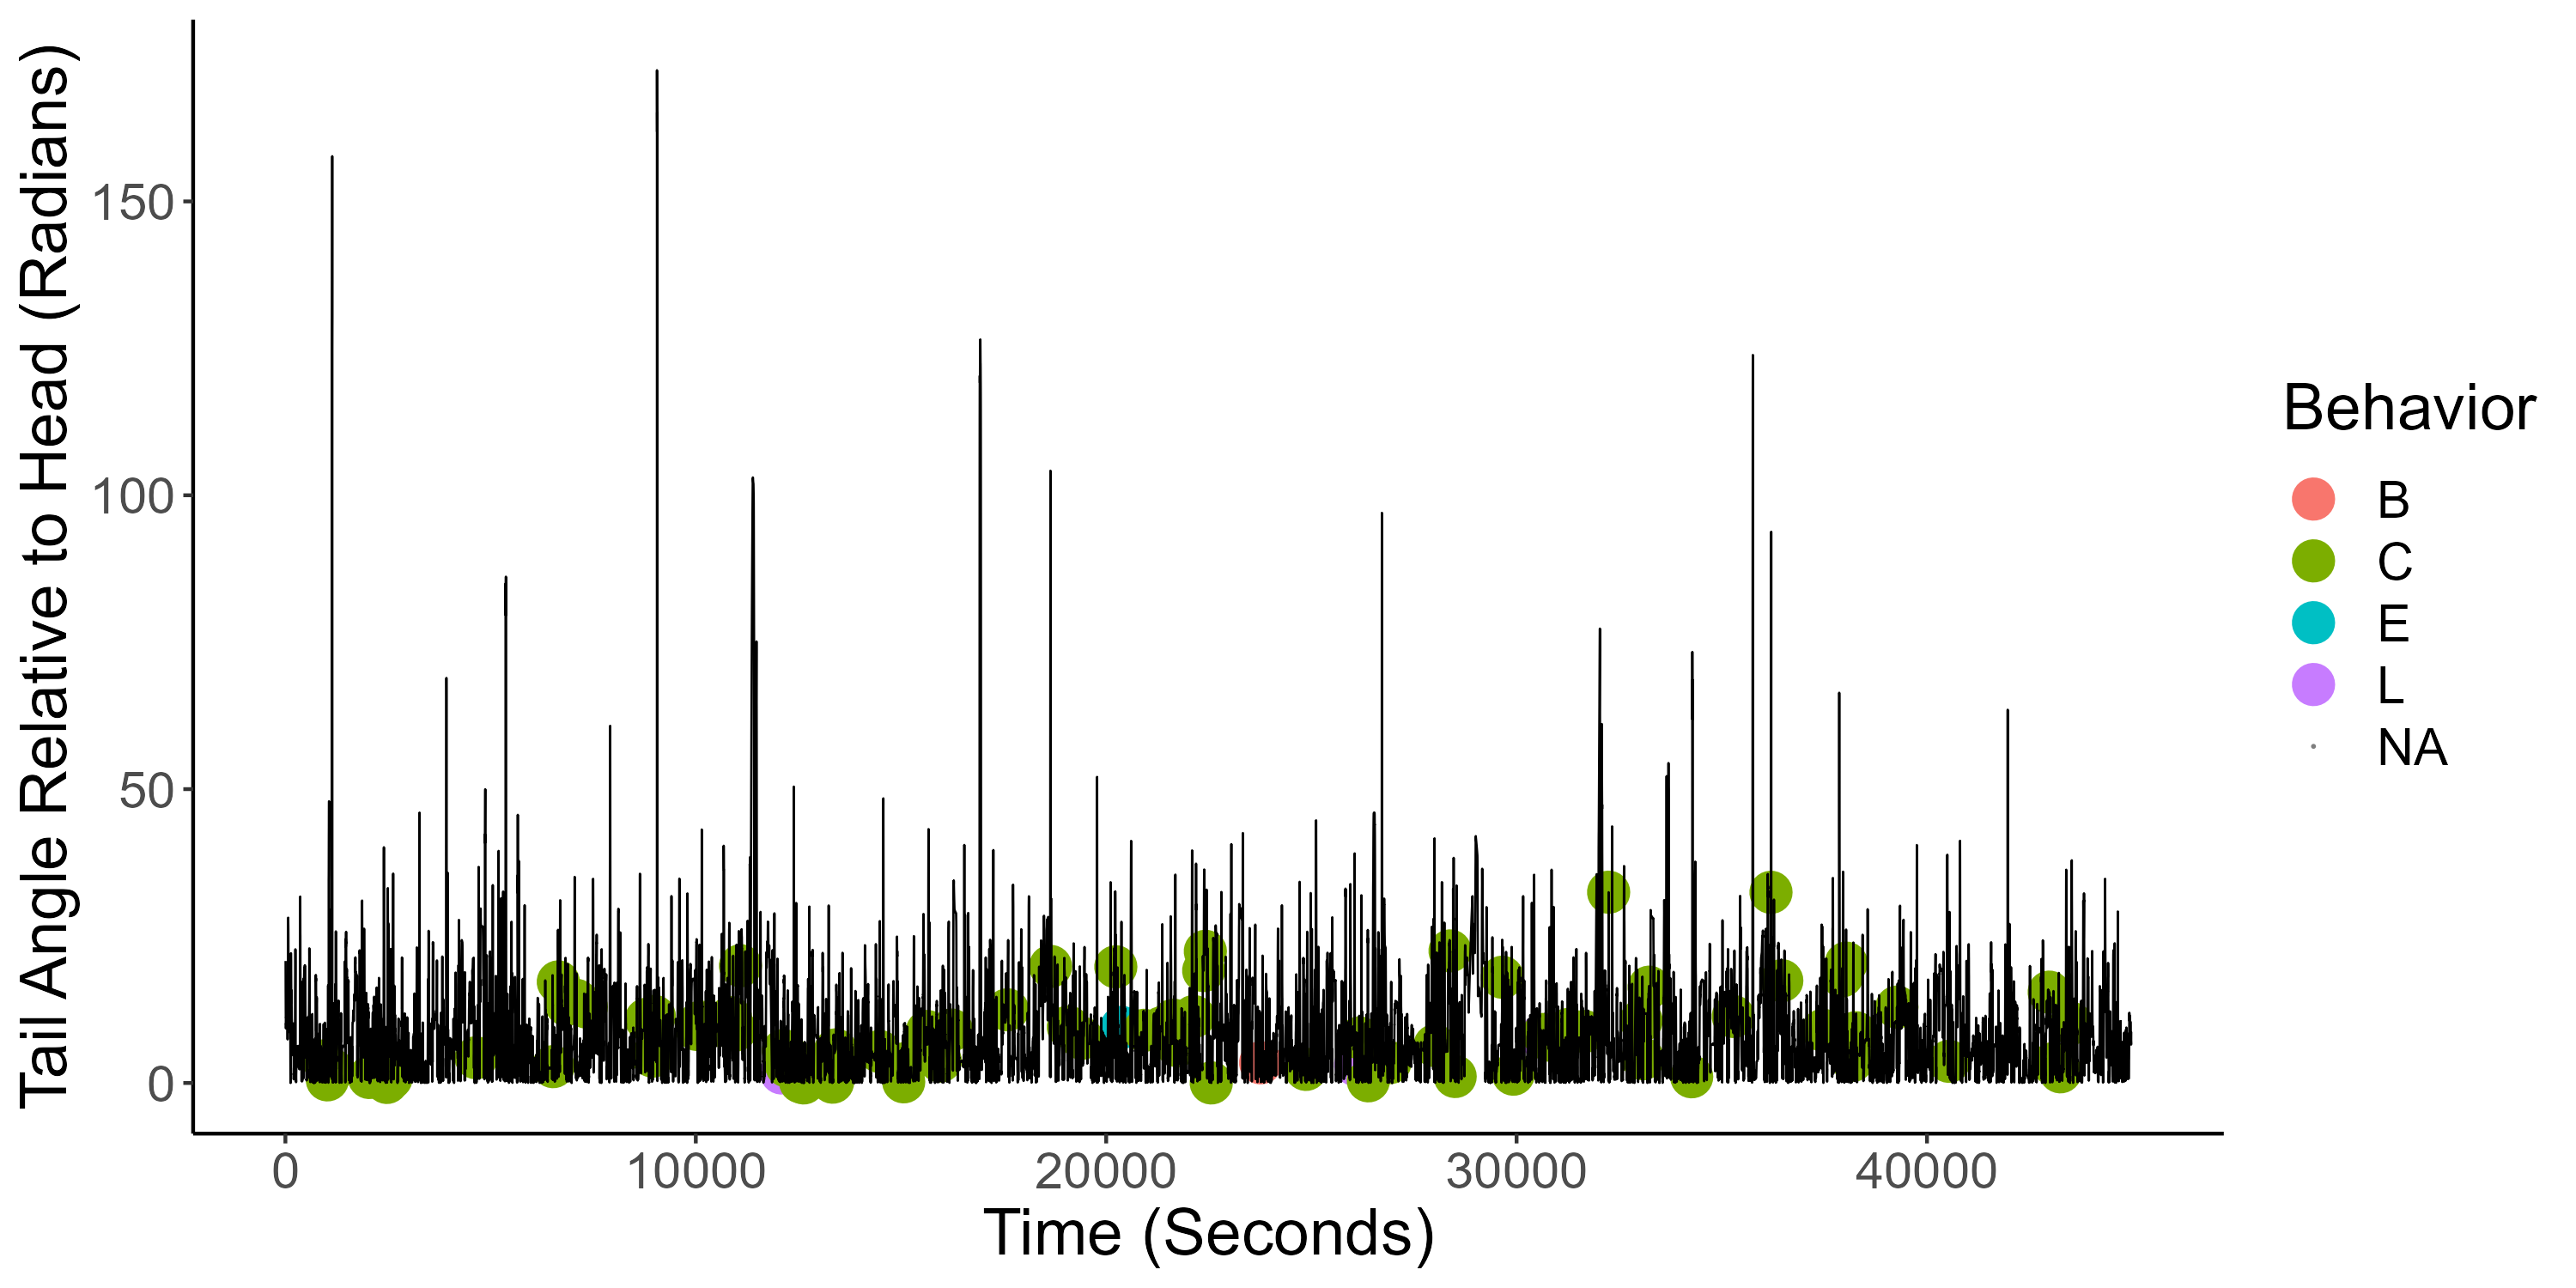 Tail Angle Relative to Head (Radians)
150
100
50
0
0
10000
20000
30000
40000
Time (Seconds)
Behavior
B
C
E
L
NA